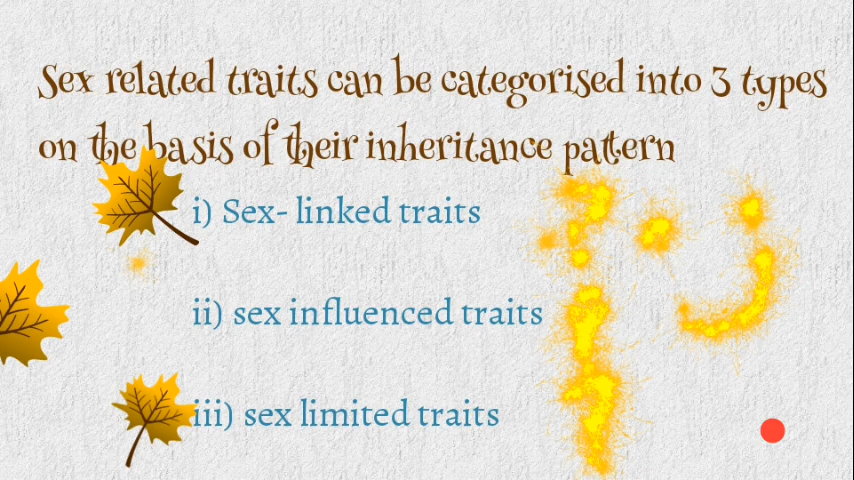 Sex related traits can be categorised into 3 types
on the basis of their inheritance pattern
i) Sex- linked traits
ii) sex influenced traits
iii) sex limited traits